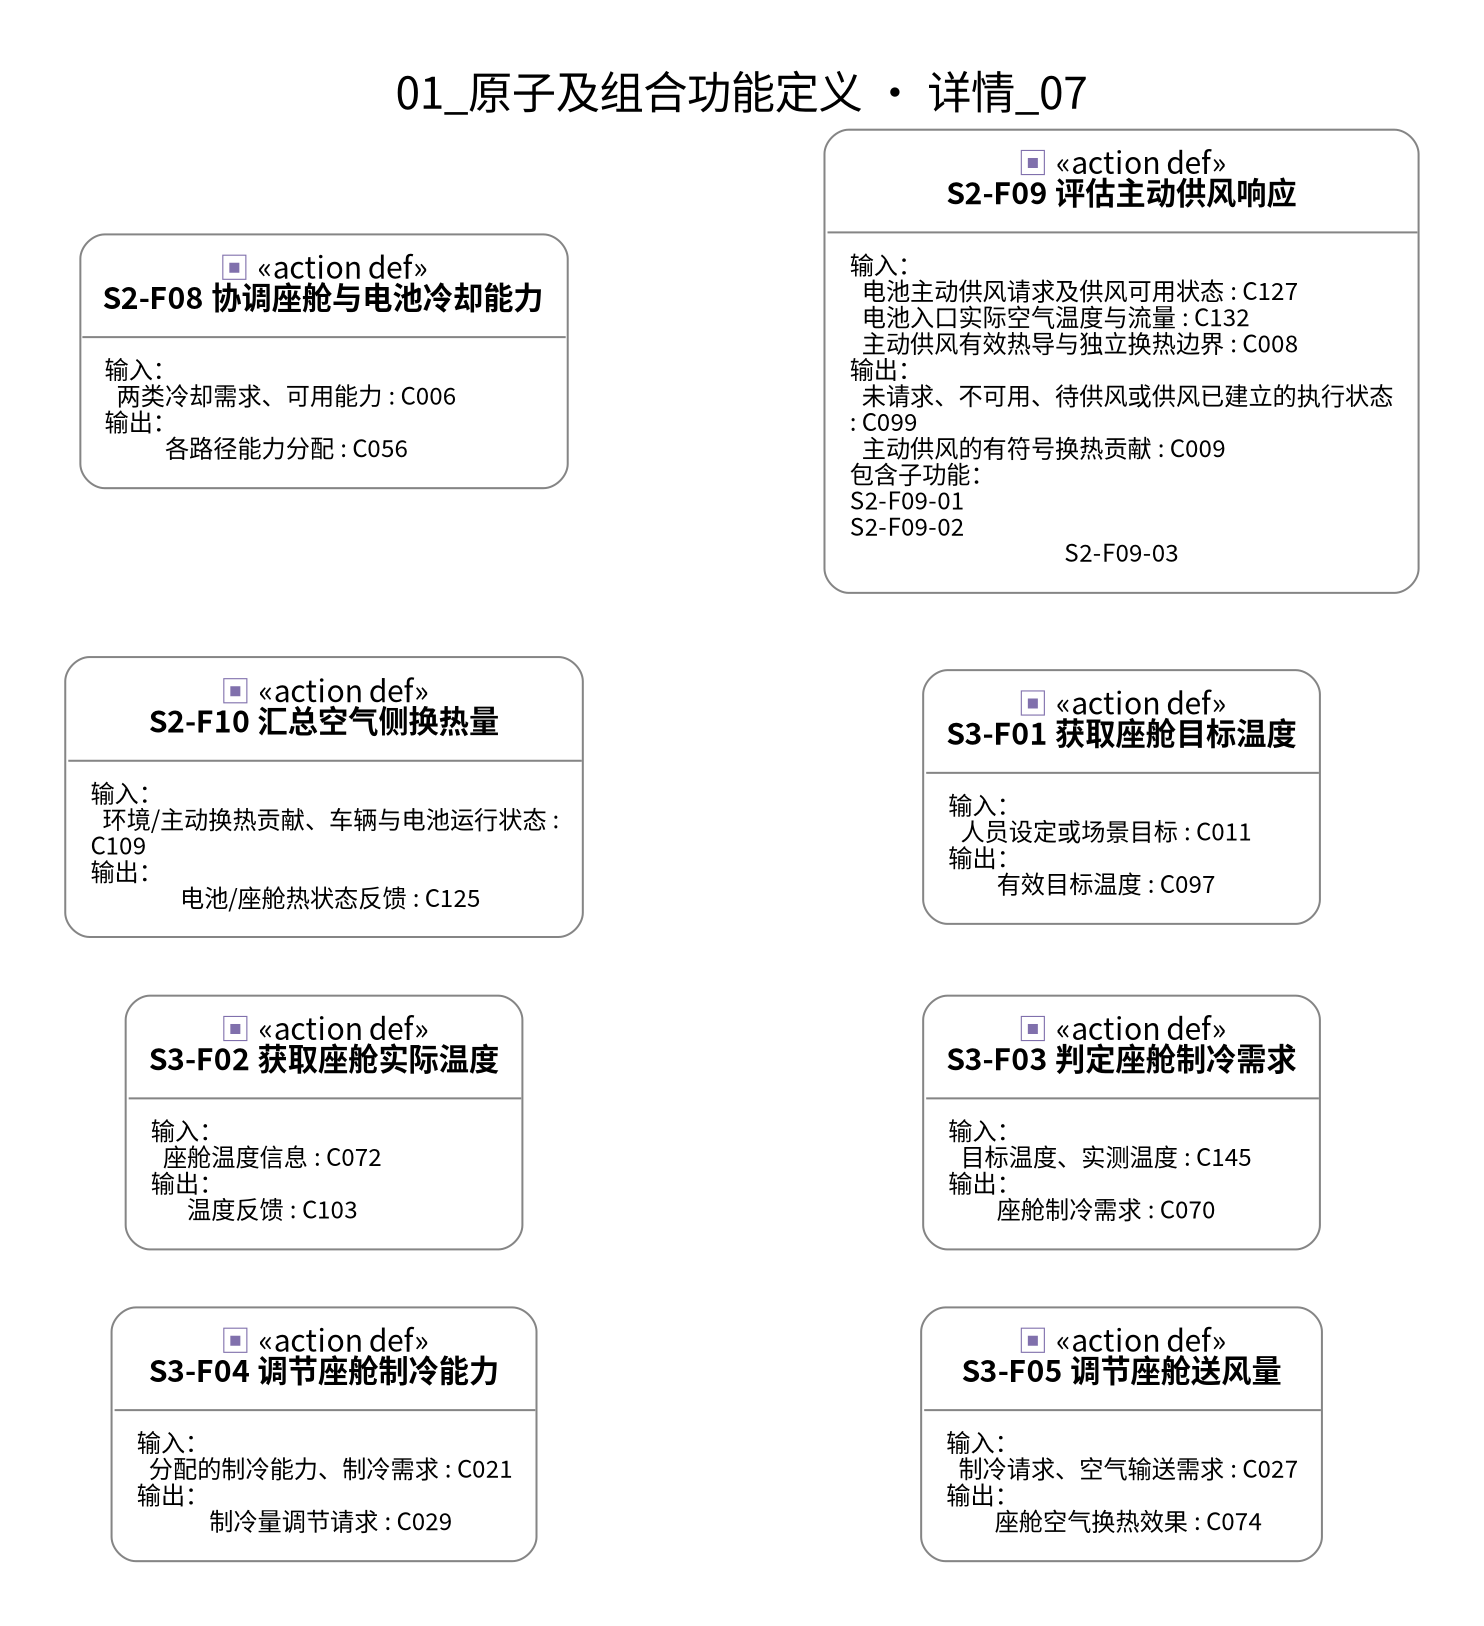 01_原子及组合功能定义 · 详情_07
«action def»
S2-F08 协调座舱与电池冷却能力
输入：
两类冷却需求、可用能力 : C006
输出：
各路径能力分配 : C056
«action def»
S2-F09 评估主动供风响应
输入：
电池主动供风请求及供风可用状态 : C127
电池入口实际空气温度与流量 : C132
主动供风有效热导与独立换热边界 : C008
输出：
未请求、不可用、待供风或供风已建立的执行状态
: C099
主动供风的有符号换热贡献 : C009
包含子功能：
S2-F09-01
S2-F09-02
S2-F09-03
«action def»
S2-F10 汇总空气侧换热量
输入：
环境/主动换热贡献、车辆与电池运行状态 :
C109
输出：
电池/座舱热状态反馈 : C125
«action def»
S3-F01 获取座舱目标温度
输入：
人员设定或场景目标 : C011
输出：
有效目标温度 : C097
«action def»
S3-F02 获取座舱实际温度
输入：
座舱温度信息 : C072
输出：
温度反馈 : C103
«action def»
S3-F03 判定座舱制冷需求
输入：
目标温度、实测温度 : C145
输出：
座舱制冷需求 : C070
«action def»
S3-F04 调节座舱制冷能力
输入：
分配的制冷能力、制冷需求 : C021
输出：
制冷量调节请求 : C029
«action def»
S3-F05 调节座舱送风量
输入：
制冷请求、空气输送需求 : C027
输出：
座舱空气换热效果 : C074